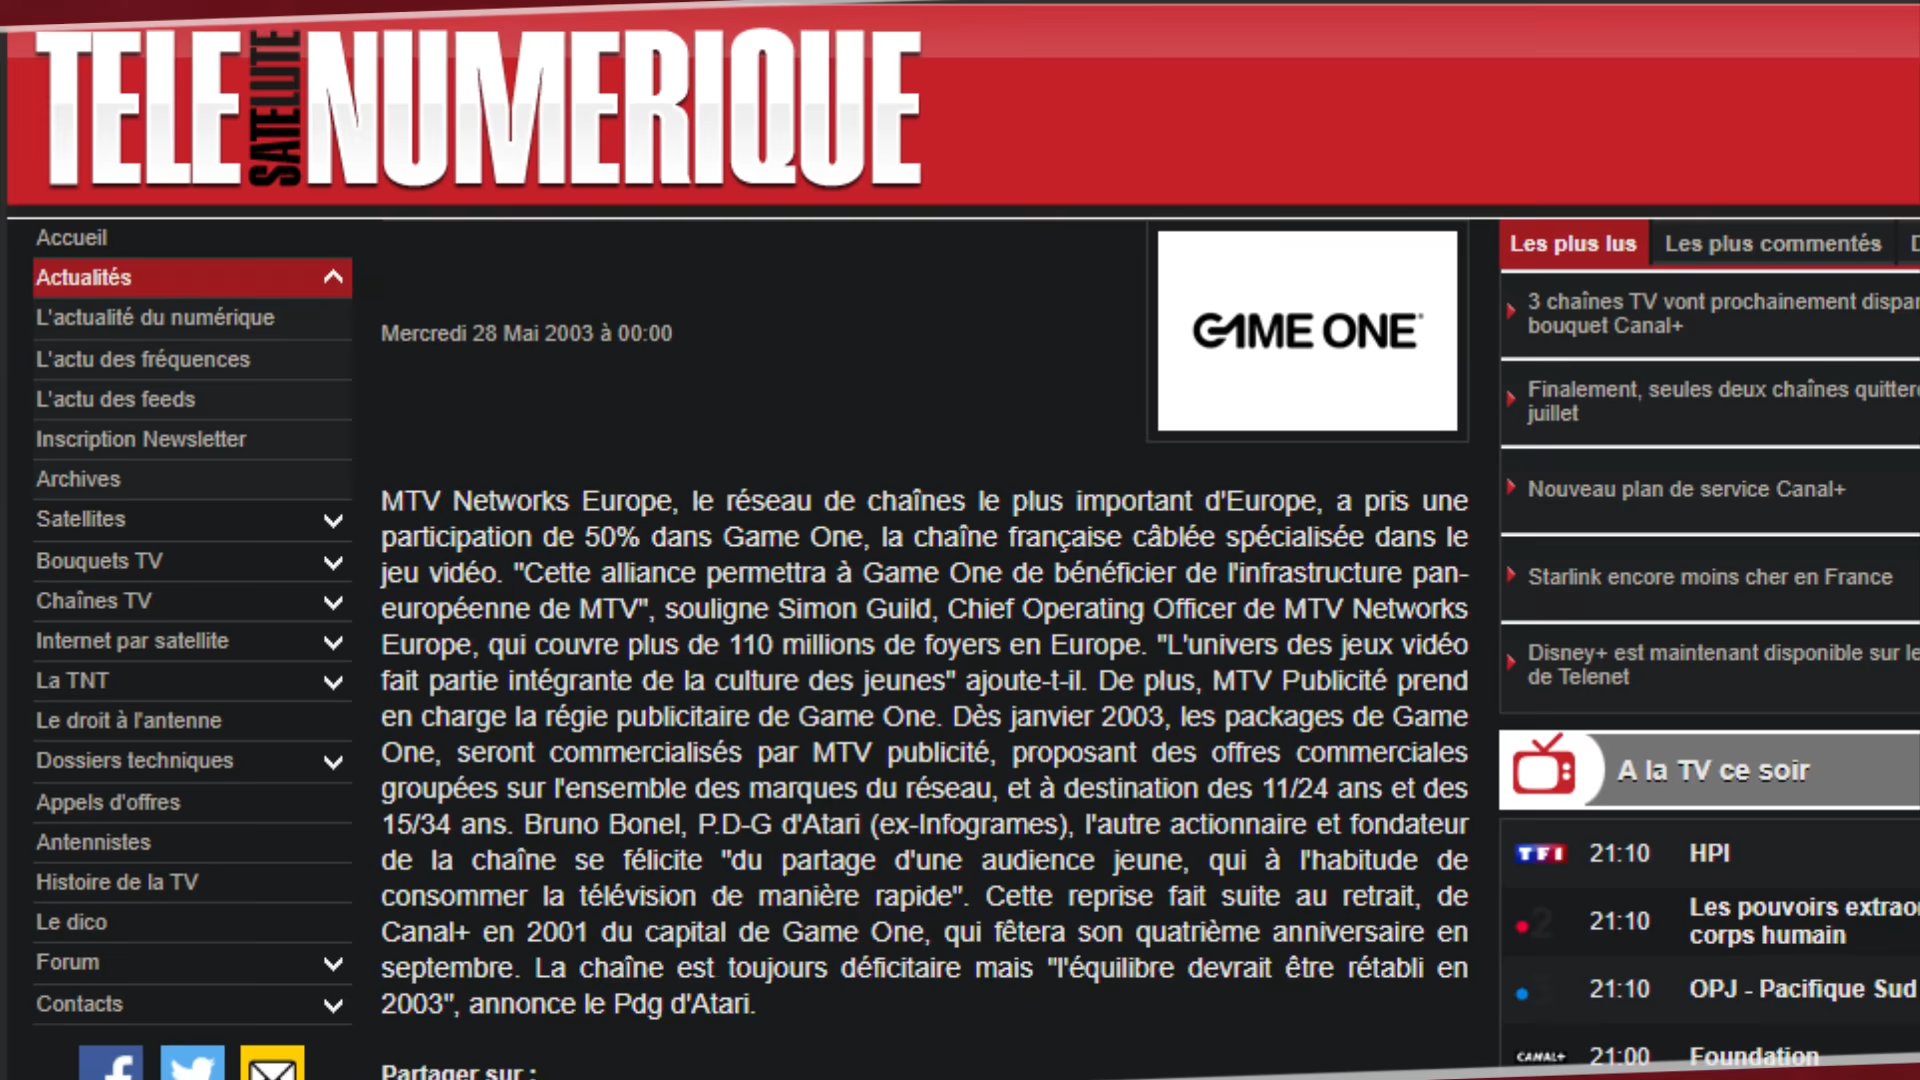 TELE SATELLITE NUMERIQUE
Accueil
Actualités
L'actualité du numérique
L'actu des fréquences
L'actu des feeds
Inscription Newsletter
Archives
Satellites
Bouquets TV
Chaînes TV
Internet par satellite
La TNT
Le droit à l'antenne
Dossiers techniques
Appels d'offres
Antennistes
Histoire de la TV
Le dico
Forum
Contacts
Mercredi 28 Mai 2003 à 00:00
GAME ONE
MTV Networks Europe, le réseau de chaînes le plus important d'Europe, a pris une
participation de 50% dans Game One, la chaîne française câblée spécialisée dans le
jeu vidéo. "Cette alliance permettra à Game One de bénéficier de l'infrastructure pan-
européenne de MTV", souligne Simon Guild, Chief Operating Officer de MTV Networks
Europe, qui couvre plus de 110 millions de foyers en Europe. "L'univers des jeux vidéo
fait partie intégrante de la culture des jeunes" ajoute-t-il. De plus, MTV Publicité prend
en charge la régie publicitaire de Game One. Dès janvier 2003, les packages de Game
One, seront commercialisés par MTV publicité, proposant des offres commerciales
groupées sur l'ensemble des marques du réseau, et à destination des 11/24 ans et des
15/34 ans. Bruno Bonel, P.D-G d'Atari (ex-Infogrames), l'autre actionnaire et fondateur
de la chaîne se félicite "du partage d'une audience jeune, qui à l'habitude de
consommer la télévision de manière rapide". Cette reprise fait suite au retrait, de
Canal+ en 2001 du capital de Game One, qui fêtera son quatrième anniversaire en
septembre. La chaîne est toujours déficitaire mais "l'équilibre devrait être rétabli en
2003", annonce le Pdg d'Atari.
Partager sur :
Les plus lus
Les plus commentés
D
3 chaînes TV vont prochainement dispar
bouquet Canal+
Finalement, seules deux chaînes quitter
juillet
Nouveau plan de service Canal+
Starlink encore moins cher en France
Disney+ est maintenant disponible sur le
de Telenet
A la TV ce soir
TF1 21:10 HPI
2 21:10 Les pouvoirs extraor
corps humain
21:10 OPJ - Pacifique Sud
CANAL+ 21:00 Foundation